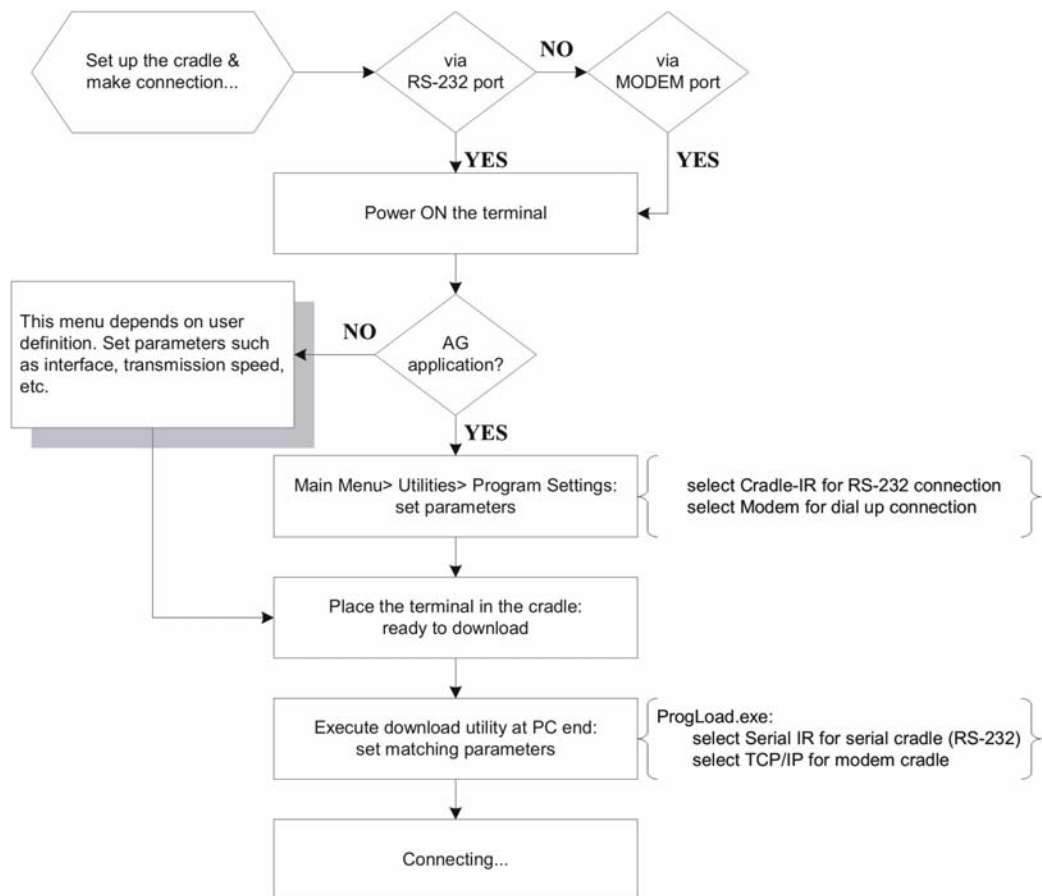 Set up the cradle &
make connection...
via
RS-232 port
NO
via
MODEM port
YES
YES
Power ON the terminal
This menu depends on user
definition. Set parameters such
as interface, transmission speed,
etc.
NO
AG
application?
YES
Main Menu> Utilities> Program Settings:
set parameters
select Cradle-IR for RS-232 connection
select Modem for dial up connection
Place the terminal in the cradle:
ready to download
Execute download utility at PC end:
set matching parameters
ProgLoad.exe:
select Serial IR for serial cradle (RS-232)
select TCP/IP for modem cradle
Connecting...